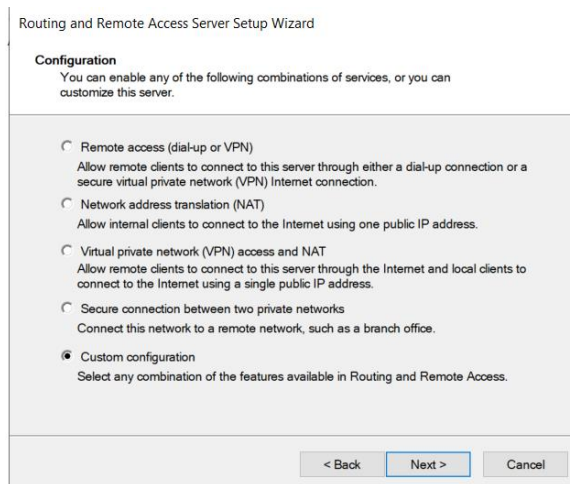 Routing and Remote Access Server Setup Wizard
Configuration
You can enable any of the following combinations of services, or you can
customize this server.
Remote access (dial-up or VPN)
Allow remote clients to connect to this server through either a dial-up connection or a
secure virtual private network (VPN) Internet connection.
Network address translation (NAT)
Allow internal clients to connect to the Internet using one public IP address.
Virtual private network (VPN) access and NAT
Allow remote clients to connect to this server through the Internet and local clients to
connect to the Internet using a single public IP address.
Secure connection between two private networks
Connect this network to a remote network, such as a branch office.
Custom configuration
Select any combination of the features available in Routing and Remote Access.
< Back Next > Cancel